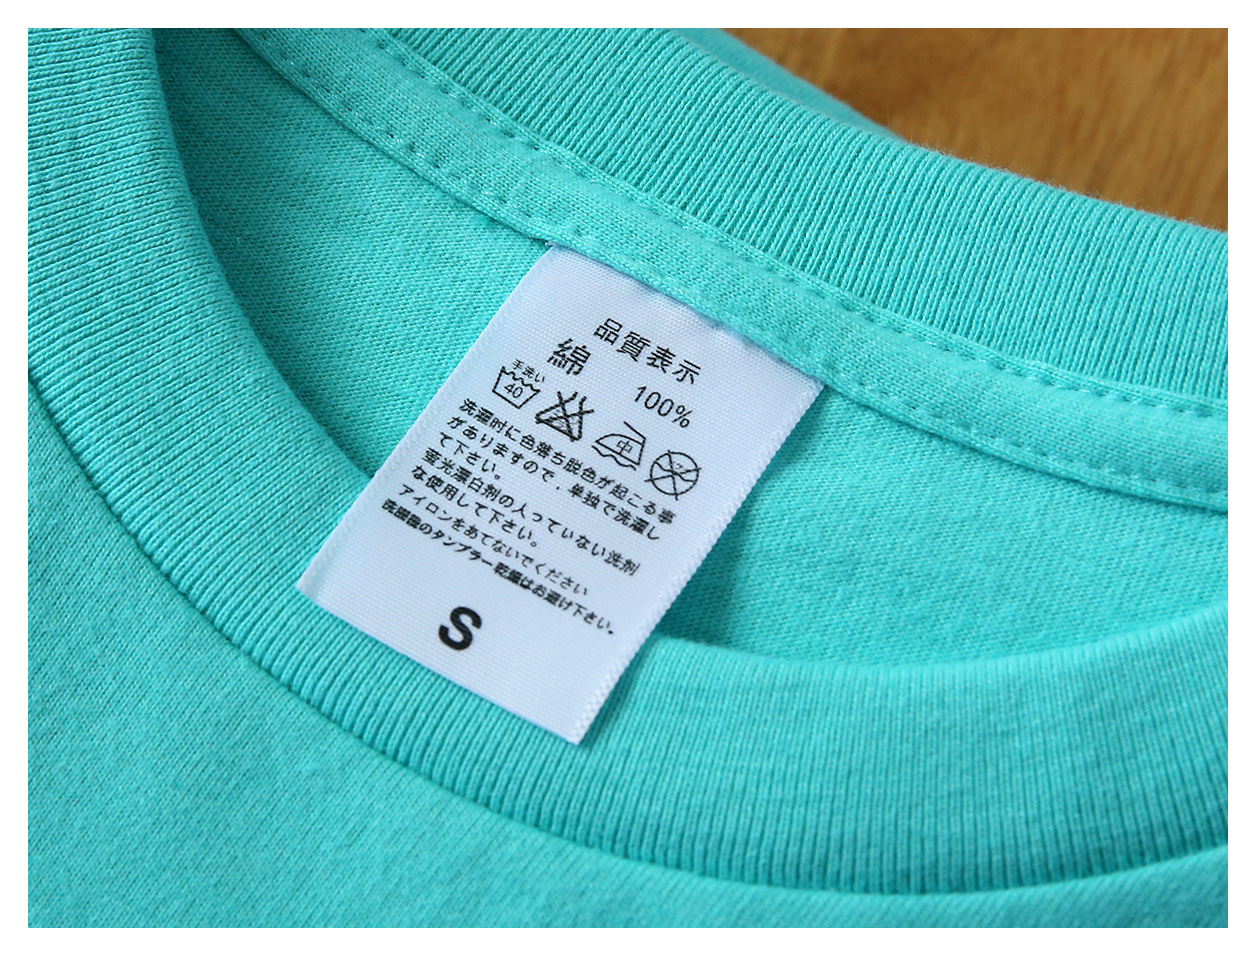 品質表示
綿 100%
手洗い
40
中
洗濯时に色落ち脱色が起こる事
がありますので，单独で洗濯し
て下さい。
蛍光漂白剤の入っていない洗剤
な使用して下さい。
アイロンをあてないでください
洗濯後のタンブラー乾燥はお避け下さい。
S